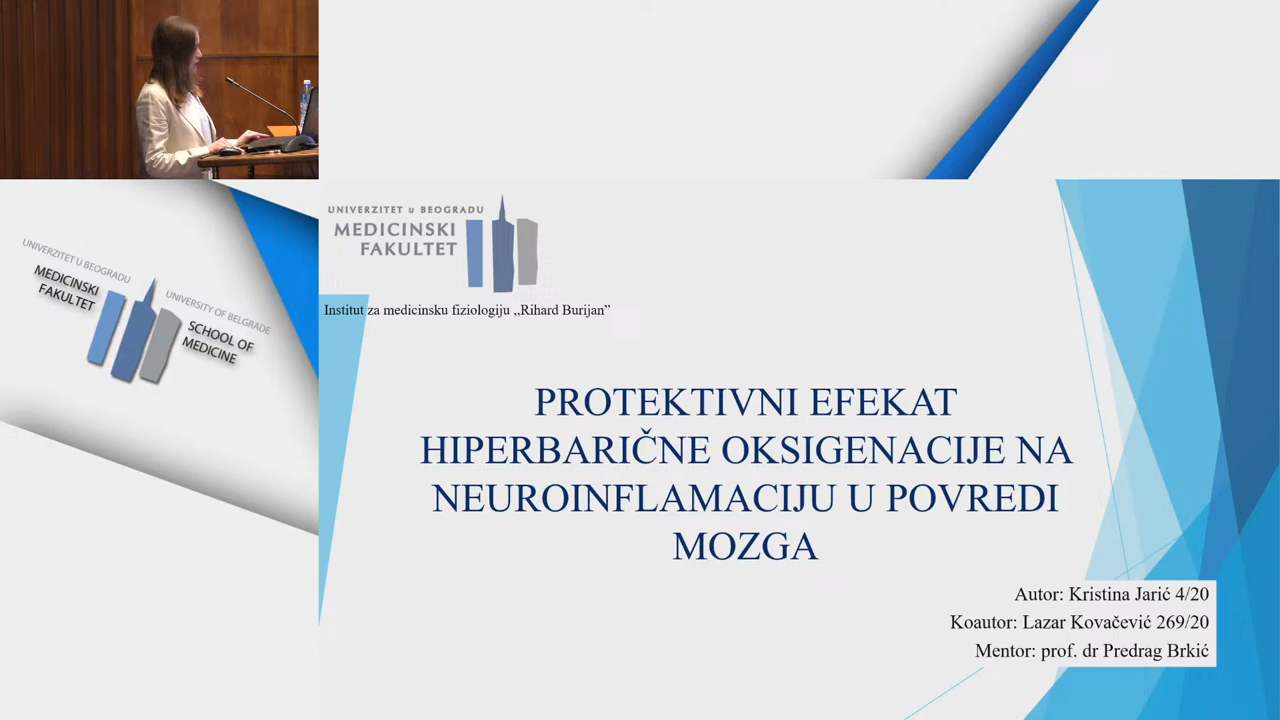 UNIVERZITET U BEOGRADU
MEDICINSKI
FAKULTET
UNIVERSITY OF BELGRADE
SCHOOL OF
MEDICINE
UNIVERZITET U BEOGRADU
MEDICINSKI
FAKULTET
Institut za medicinsku fiziologiju ,,Rihard Burijan”
PROTEKTIVNI EFEKAT
HIPERBARIČNE OKSIGENACIJE NA
NEUROINFLAMACIJU U POVREDI
MOZGA
Autor: Kristina Jarić 4/20
Koautor: Lazar Kovačević 269/20
Mentor: prof. dr Predrag Brkić